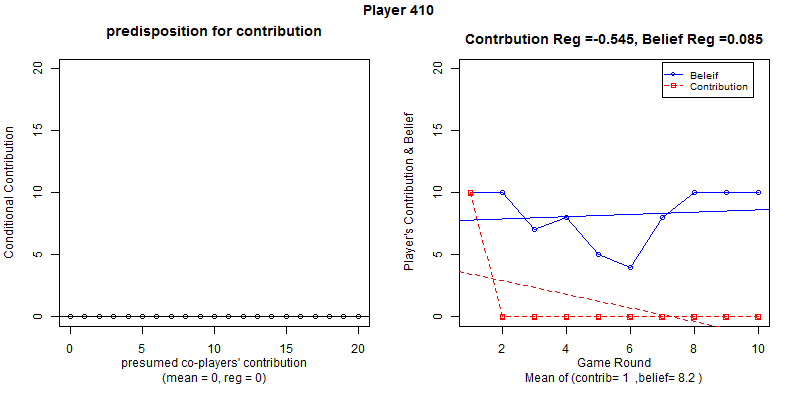 Player 410
predisposition for contribution
Conditional Contribution
20
15
10
5
0
0 5 10 15 20
presumed co-players' contribution
(mean = 0, reg = 0)
Contrbution Reg =-0.545, Belief Reg =0.085
Player's Contribution & Belief
20
15
10
5
0
Beleif
Contribution
2 4 6 8 10
Game Round
Mean of (contrib= 1 ,belief= 8.2 )